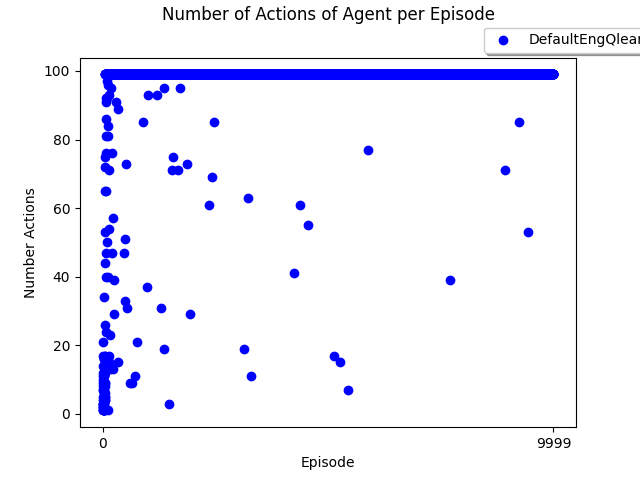 Number of Actions of Agent per Episode
DefaultEngQlear
100
80
60
40
20
0
Number Actions
0 9999
Episode